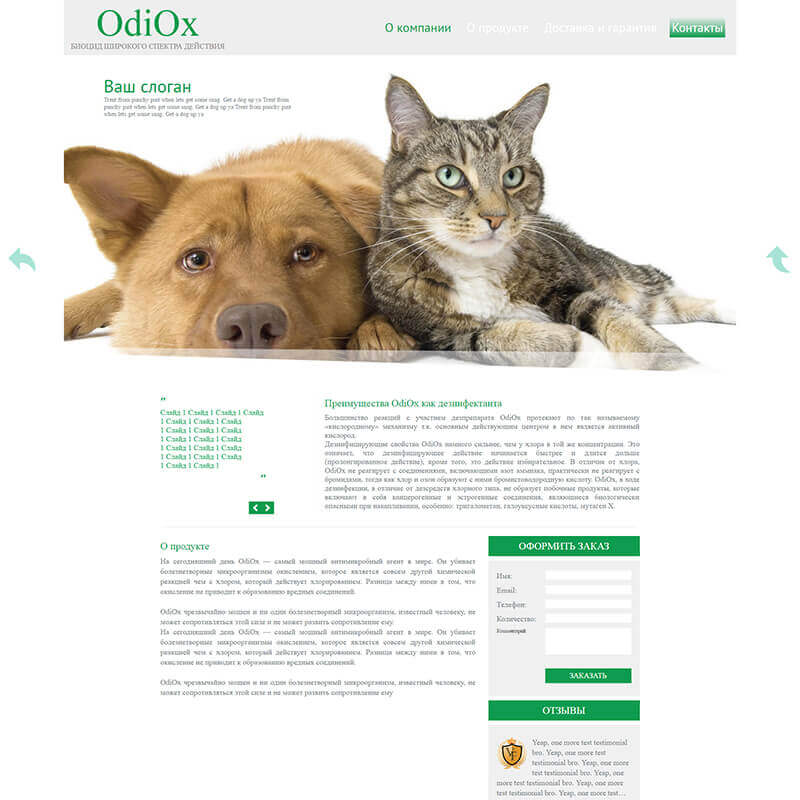 OdiOx
БИОЦИД ШИРОКОГО СПЕКТРА ДЕЙСТВИЯ
О компании
О продукте
Доставка и гарантия
Контакты
Ваш слоган
Trent from punchy past when lets get some snag. Get a dog up ya Trent from
punchy past when lets get some snag. Get a dog up ya Trent from punchy past
when lets get some snag. Get a dog up ya
"
Слайд 1 Слайд 1 Слайд 1 Слайд
1 Слайд 1 Слайд 1 Слайд
1 Слайд 1 Слайд 1 Слайд
1 Слайд 1 Слайд 1 Слайд
1 Слайд 1 Слайд 1 Слайд
1 Слайд 1 Слайд 1 Слайд
1 Слайд 1 Слайд 1
"
Преимущества OdiOx как дезинфектанта
Большинство реакций с участием дезпрепарата OdiOx протекают по так называемому
«кислородному» механизму т.к. основным действующим центром в нем является активный
кислород.
Дезинфицирующие свойства OdiOx намного сильнее, чем у хлора в той же концентрации. Это
означает, что дезинфицирующее действие начинается быстрее и длится дольше
(пролонгированное действие), кроме того, это действие избирательное. В отличии от хлора,
OdiOx не реагирует с соединениями, включающими азот аммиака, практически не реагирует с
бромидами, тогда как хлор и озон образуют с ними бромистоводородную кислоту. OdiOx, в ходе
дезинфекции, в отличие от дезсредств хлорного типа, не образует побочные продукты, которые
включают в себя канцерогенные и эстрогенные соединения, являющиеся биологически
опасными при накапливании, особенно: тригалометан, галоуксусные кислоты, мутаген X.
О продукте
На сегодняшний день OdiOx — самый мощный антимикробный агент в мире. Он убивает
болезнетворные микроорганизмы окислением, которое является совсем другой химической
реакцией чем с хлором, который действует хлорированием. Разница между ними в том, что
окисление не приводит к образованию вредных соединений.
OdiOx чрезвычайно мощен и ни один болезнетворный микроорганизм, известный человеку, не
может сопротивляться этой силе и не может развить сопротивление ему.
На сегодняшний день OdiOx — самый мощный антимикробный агент в мире. Он убивает
болезнетворные микроорганизмы окислением, которое является совсем другой химической
реакцией чем с хлором, который действует хлорированием. Разница между ними в том, что
окисление не приводит к образованию вредных соединений.
OdiOx чрезвычайно мощен и ни один болезнетворный микроорганизм, известный человеку, не
может сопротивляться этой силе и не может развить сопротивление ему
ОФОРМИТЬ ЗАКАЗ
Имя:
Email:
Телефон:
Количество:
Комментарий
ЗАКАЗАТЬ
ОТЗЫВЫ
Yeap, one more test testimonial
bro. Yeap, one more test
testimonial bro. Yeap, one more
test testimonial bro. Yeap, one
more test testimonial bro. Yeap, one more
test testimonial bro. Yeap, one more test…